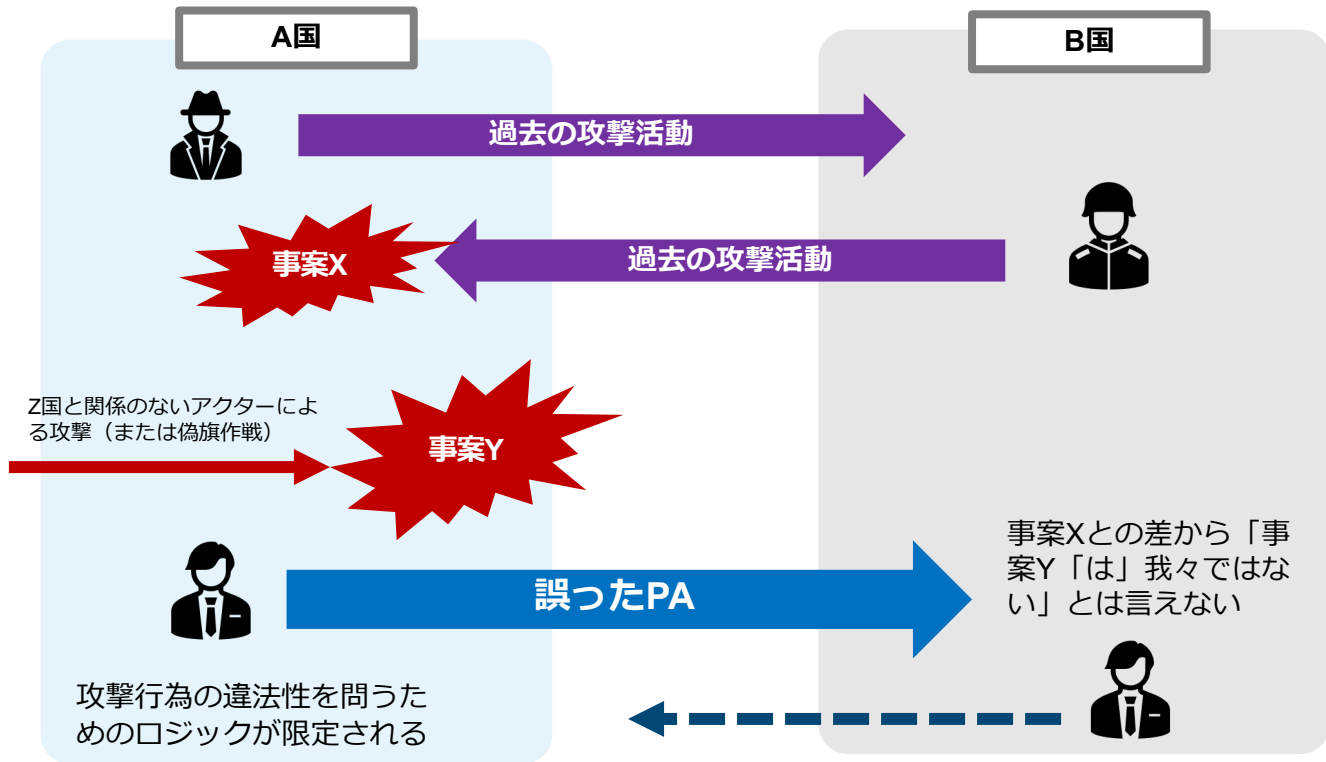 A国
B国
過去の攻撃活動
事案X
過去の攻撃活動
Z国と関係のないアクターによ
る攻撃（または偽旗作戦）
事案Y
誤ったPA
事案Xとの差から「事
案Y「は」我々ではな
い」とは言えない
攻撃行為の違法性を問うた
めのロジックが限定される